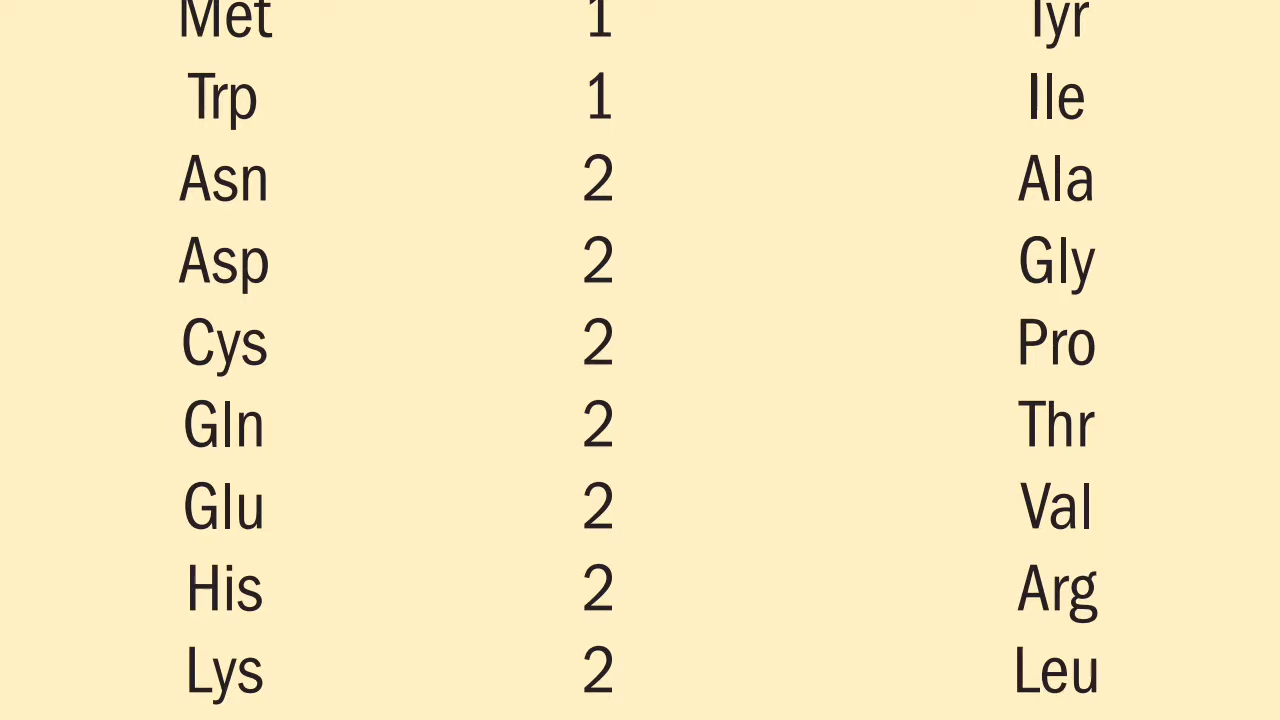 Met 1 Tyr
Trp 1 Ile
Asn 2 Ala
Asp 2 Gly
Cys 2 Pro
Gln 2 Thr
Glu 2 Val
His 2 Arg
Lys 2 Leu